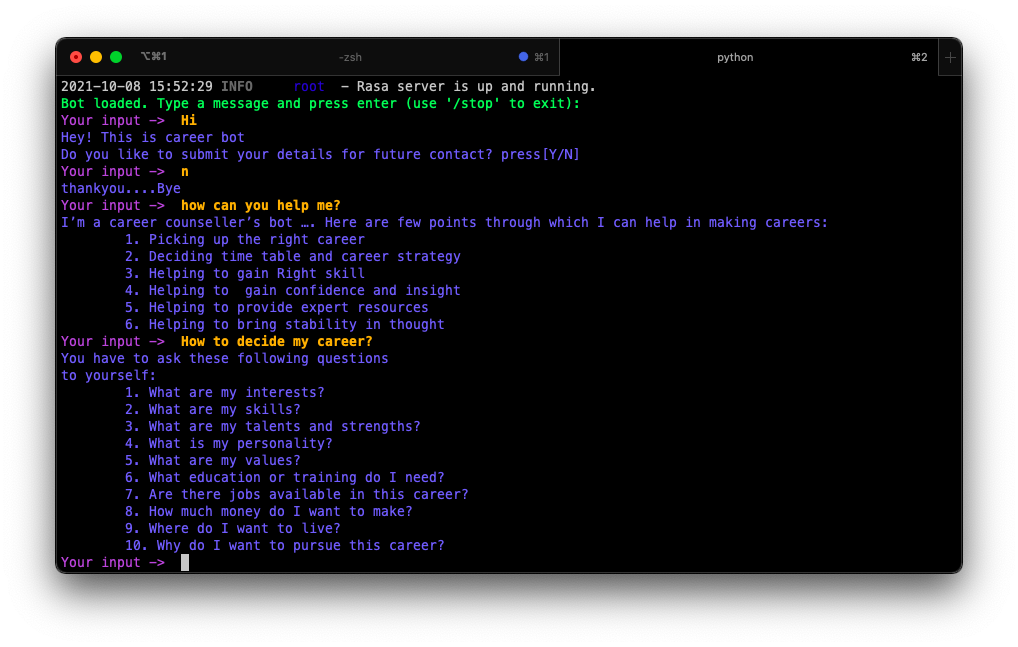 ⌥⌘1 -zsh ⌘1 python ⌘2
2021-10-08 15:52:29 INFO root - Rasa server is up and running.
Bot loaded. Type a message and press enter (use '/stop' to exit):
Your input -> Hi
Hey! This is career bot
Do you like to submit your details for future contact? press[Y/N]
Your input -> n
thankyou....Bye
Your input -> how can you help me?
I’m a career counseller’s bot …. Here are few points through which I can help in making careers:
1. Picking up the right career
2. Deciding time table and career strategy
3. Helping to gain Right skill
4. Helping to  gain confidence and insight
5. Helping to provide expert resources
6. Helping to bring stability in thought
Your input -> How to decide my career?
You have to ask these following questions
to yourself:
1. What are my interests?
2. What are my skills?
3. What are my talents and strengths?
4. What is my personality?
5. What are my values?
6. What education or training do I need?
7. Are there jobs available in this career?
8. How much money do I want to make?
9. Where do I want to live?
10. Why do I want to pursue this career?
Your input ->